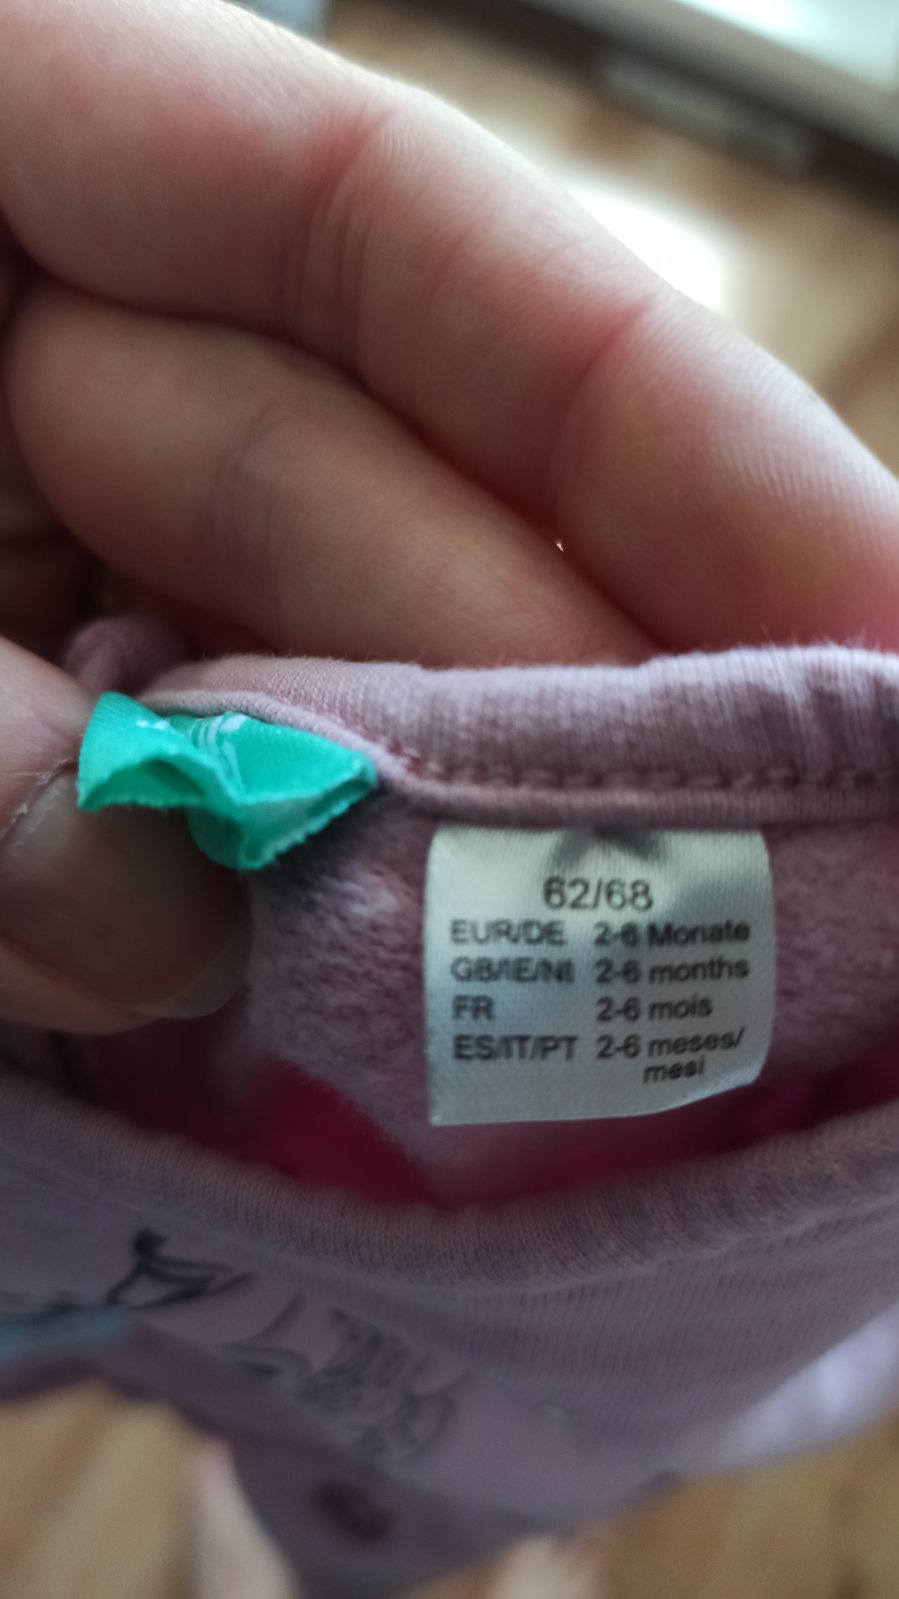 62/68
EUR/DE 2-6 Monate
GB/IE/NI 2-6 months
FR 2-6 mois
ES/IT/PT 2-6 meses/
mesi